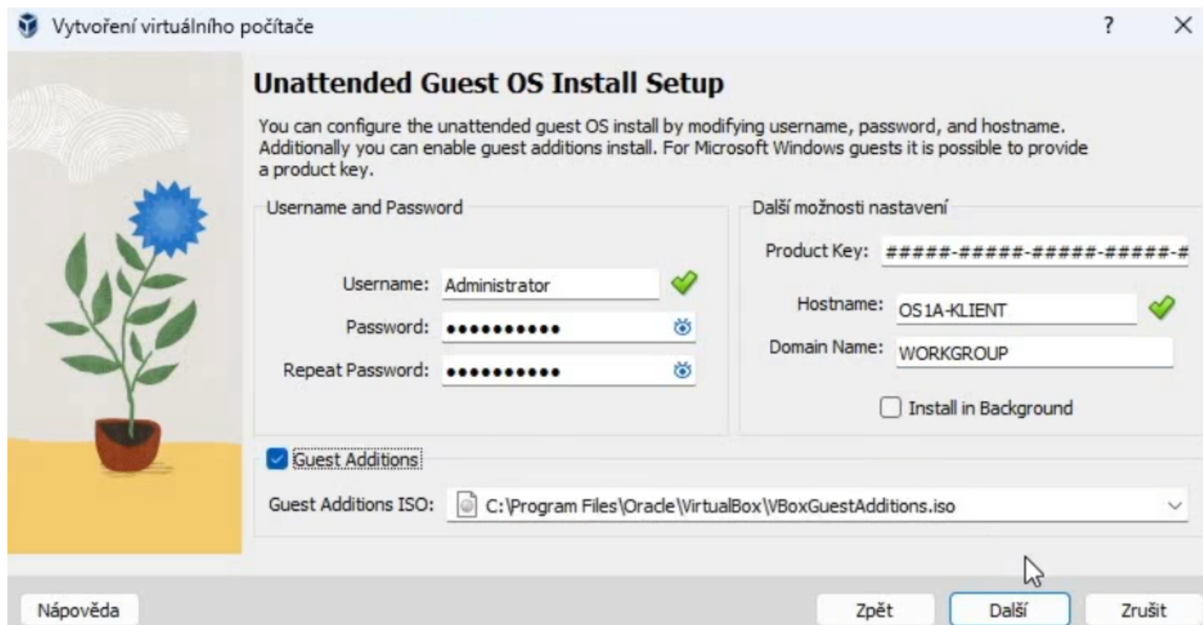 Vytvoření virtuálního počítače
?
Unattended Guest OS Install Setup
You can configure the unattended guest OS install by modifying username, password, and hostname.
Additionally you can enable guest additions install. For Microsoft Windows guests it is possible to provide
a product key.
Username and Password
Username: Administrator
Password: ●●●●●●●●●●
Repeat Password: ●●●●●●●●●●
Další možnosti nastavení
Product Key: #####-#####-#####-#####-#
Hostname: OS1A-KLIENT
Domain Name: WORKGROUP
Install in Background
Guest Additions
Guest Additions ISO: C:\Program Files\Oracle\VirtualBox\VBoxGuestAdditions.iso
Nápověda
Zpět
Další
Zrušit